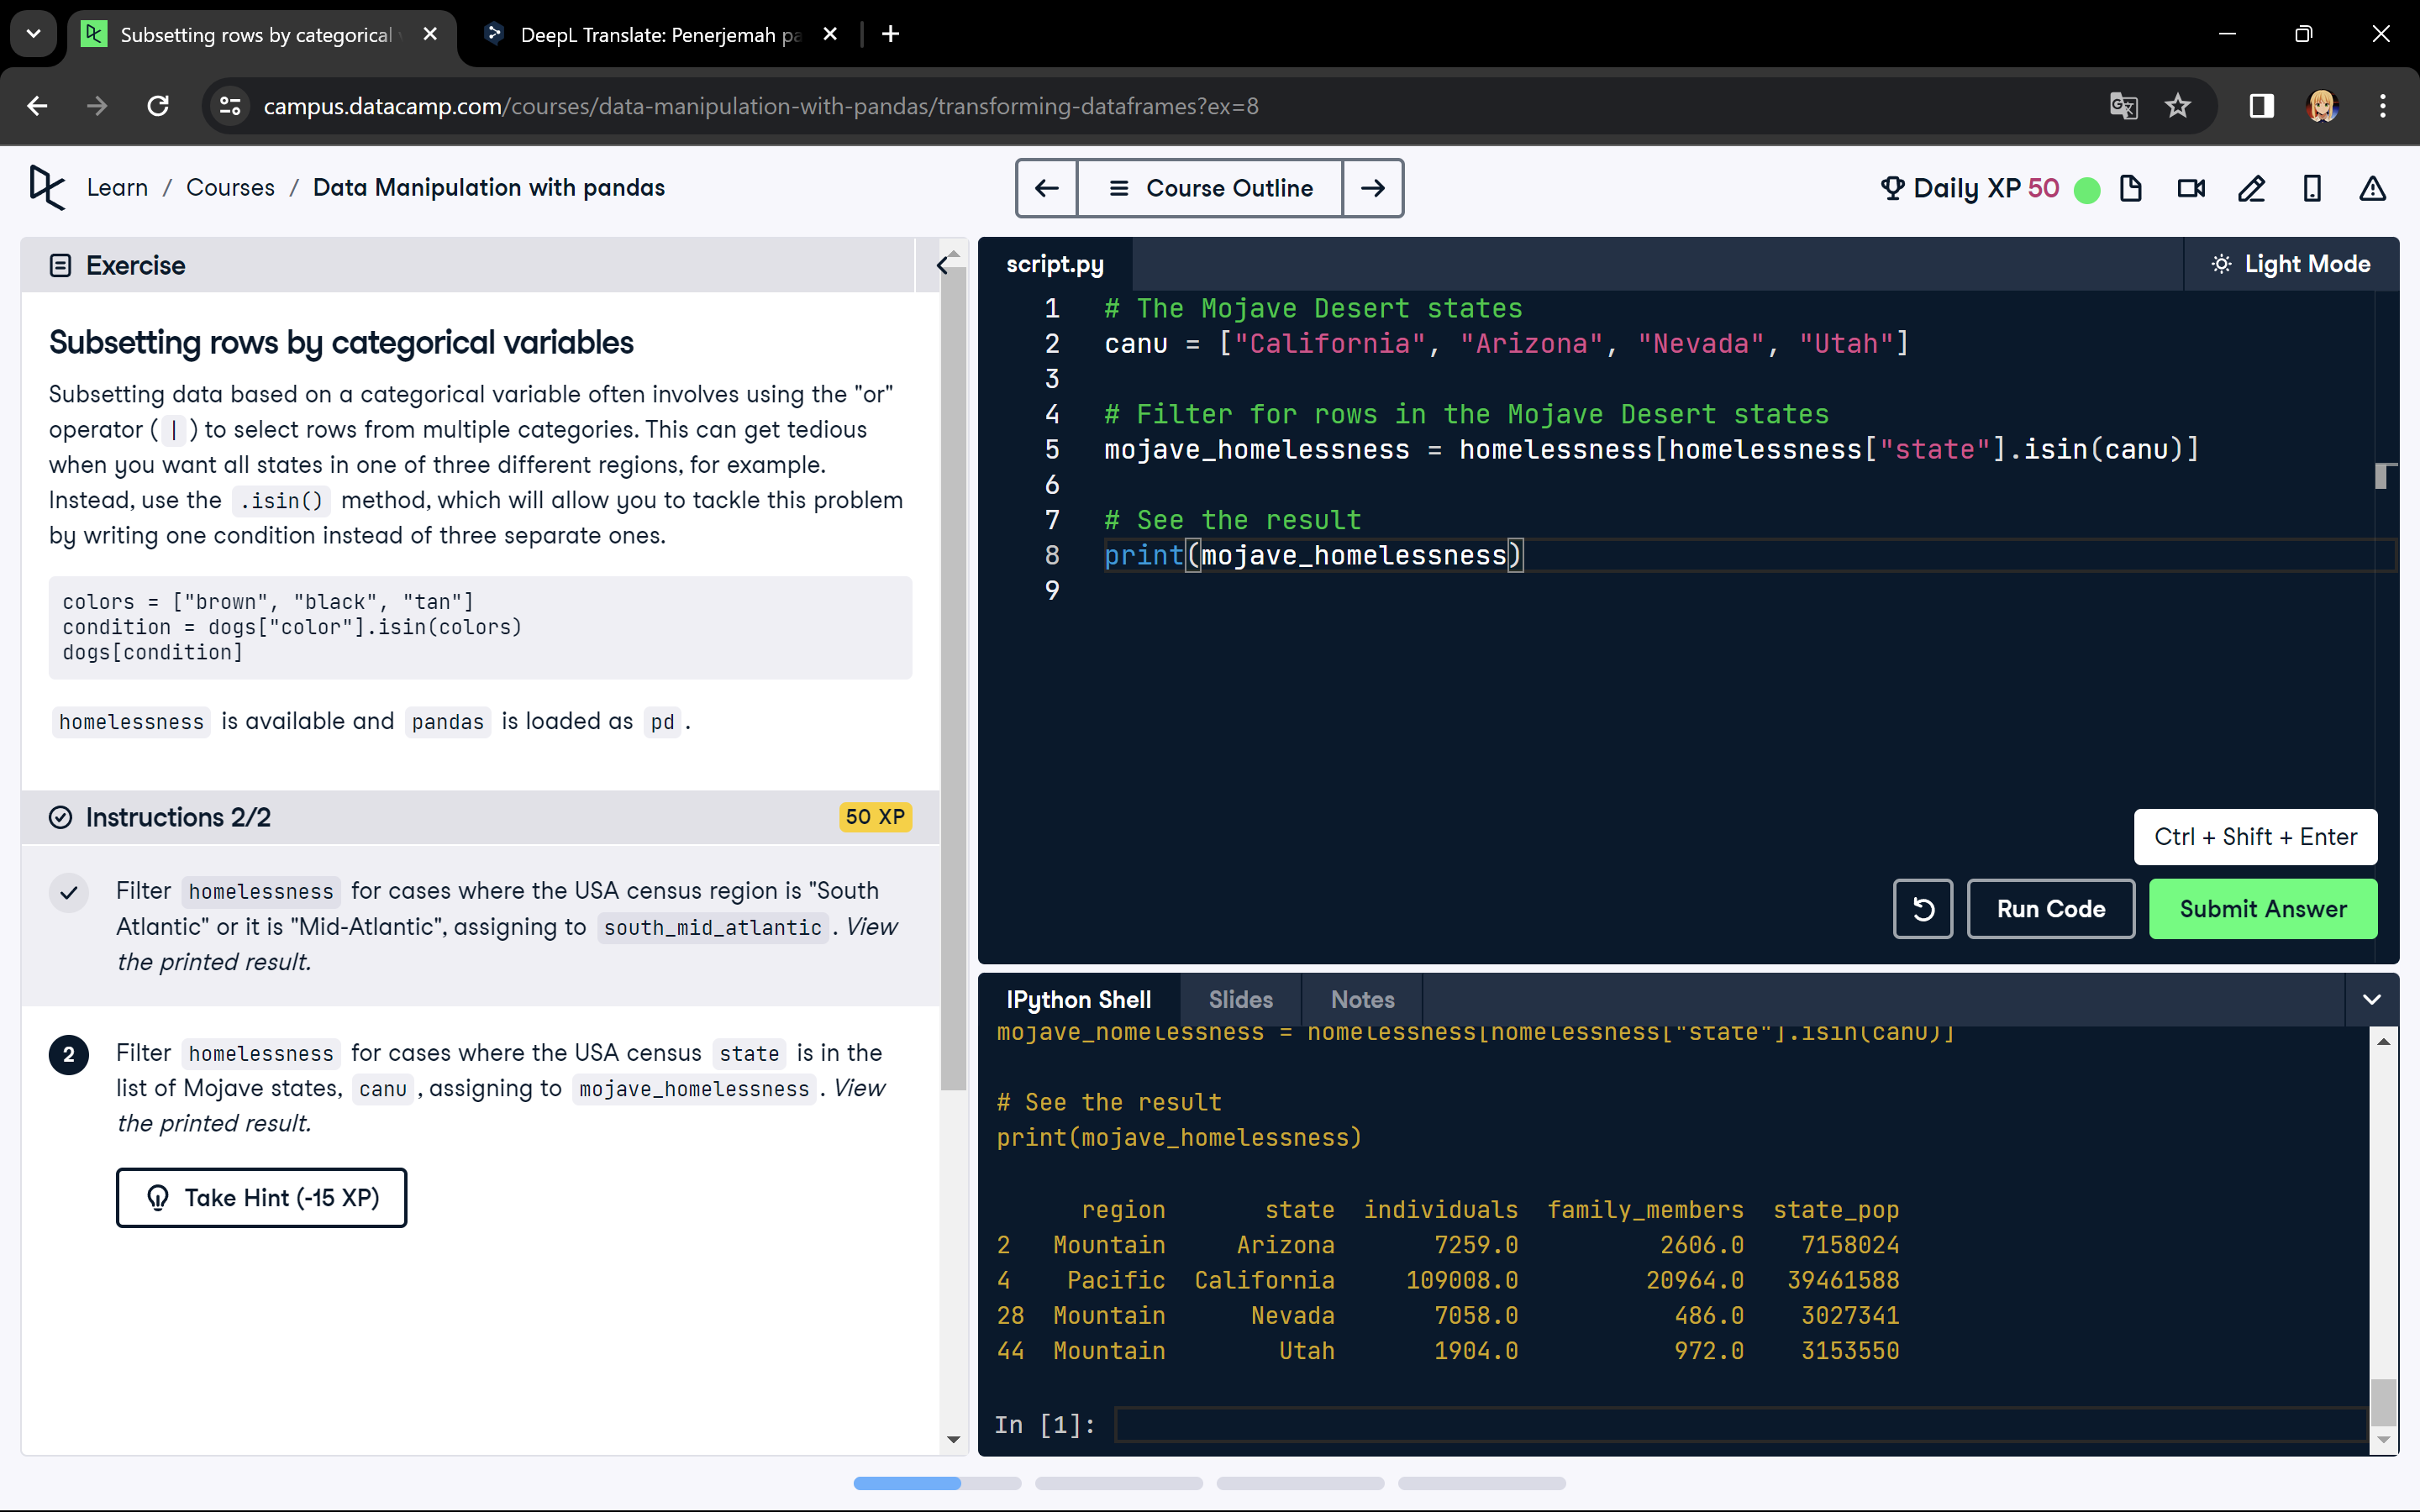 Subsetting rows by categorical
DeepL Translate: Penerjemah pa
campus.datacamp.com/courses/data-manipulation-with-pandas/transforming-dataframes?ex=8
Learn / Courses / Data Manipulation with pandas
Course Outline
Daily XP 50
Exercise
Subsetting rows by categorical variables
Subsetting data based on a categorical variable often involves using the "or"
operator ( | ) to select rows from multiple categories. This can get tedious
when you want all states in one of three different regions, for example.
Instead, use the .isin() method, which will allow you to tackle this problem
by writing one condition instead of three separate ones.
colors = ["brown", "black", "tan"]
condition = dogs["color"].isin(colors)
dogs[condition]
homelessness is available and pandas is loaded as pd .
Instructions 2/2
50 XP
Filter homelessness for cases where the USA census region is "South
Atlantic" or it is "Mid-Atlantic", assigning to south_mid_atlantic . View
the printed result.
2
Filter homelessness for cases where the USA census state is in the
list of Mojave states, canu , assigning to mojave_homelessness . View
the printed result.
Take Hint (-15 XP)
script.py
Light Mode
1 # The Mojave Desert states
2 canu = ["California", "Arizona", "Nevada", "Utah"]
3
4 # Filter for rows in the Mojave Desert states
5 mojave_homelessness = homelessness[homelessness["state"].isin(canu)]
6
7 # See the result
8 print(mojave_homelessness)
9
Ctrl + Shift + Enter
Run Code
Submit Answer
IPython Shell
Slides
Notes
mojave_homelessness = homelessness[homelessness["state"].isin(canu)]
# See the result
print(mojave_homelessness)
region state individuals family_members state_pop
2 Mountain Arizona 7259.0 2606.0 7158024
4 Pacific California 109008.0 20964.0 39461588
28 Mountain Nevada 7058.0 486.0 3027341
44 Mountain Utah 1904.0 972.0 3153550
In [1]: